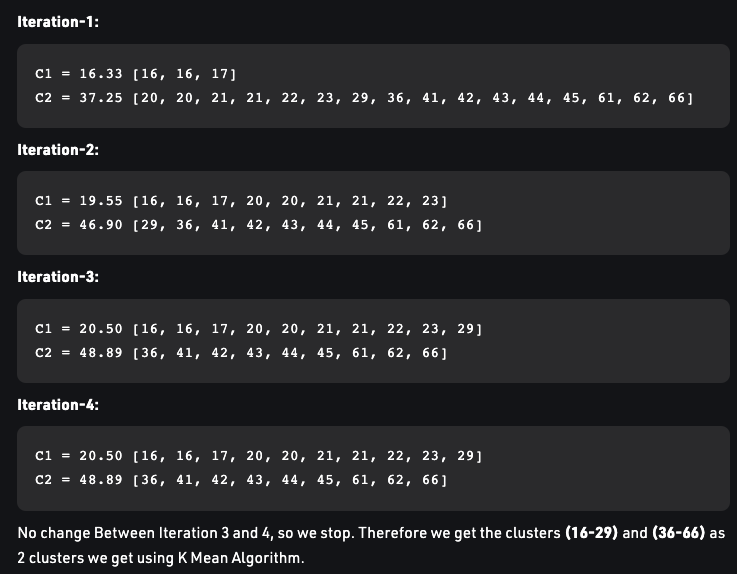 Iteration-1:
C1 = 16.33 [16, 16, 17]
C2 = 37.25 [20, 20, 21, 21, 22, 23, 29, 36, 41, 42, 43, 44, 45, 61, 62, 66]
Iteration-2:
C1 = 19.55 [16, 16, 17, 20, 20, 21, 21, 22, 23]
C2 = 46.90 [29, 36, 41, 42, 43, 44, 45, 61, 62, 66]
Iteration-3:
C1 = 20.50 [16, 16, 17, 20, 20, 21, 21, 22, 23, 29]
C2 = 48.89 [36, 41, 42, 43, 44, 45, 61, 62, 66]
Iteration-4:
C1 = 20.50 [16, 16, 17, 20, 20, 21, 21, 22, 23, 29]
C2 = 48.89 [36, 41, 42, 43, 44, 45, 61, 62, 66]
No change Between Iteration 3 and 4, so we stop. Therefore we get the clusters (16-29) and (36-66) as
2 clusters we get using K Mean Algorithm.